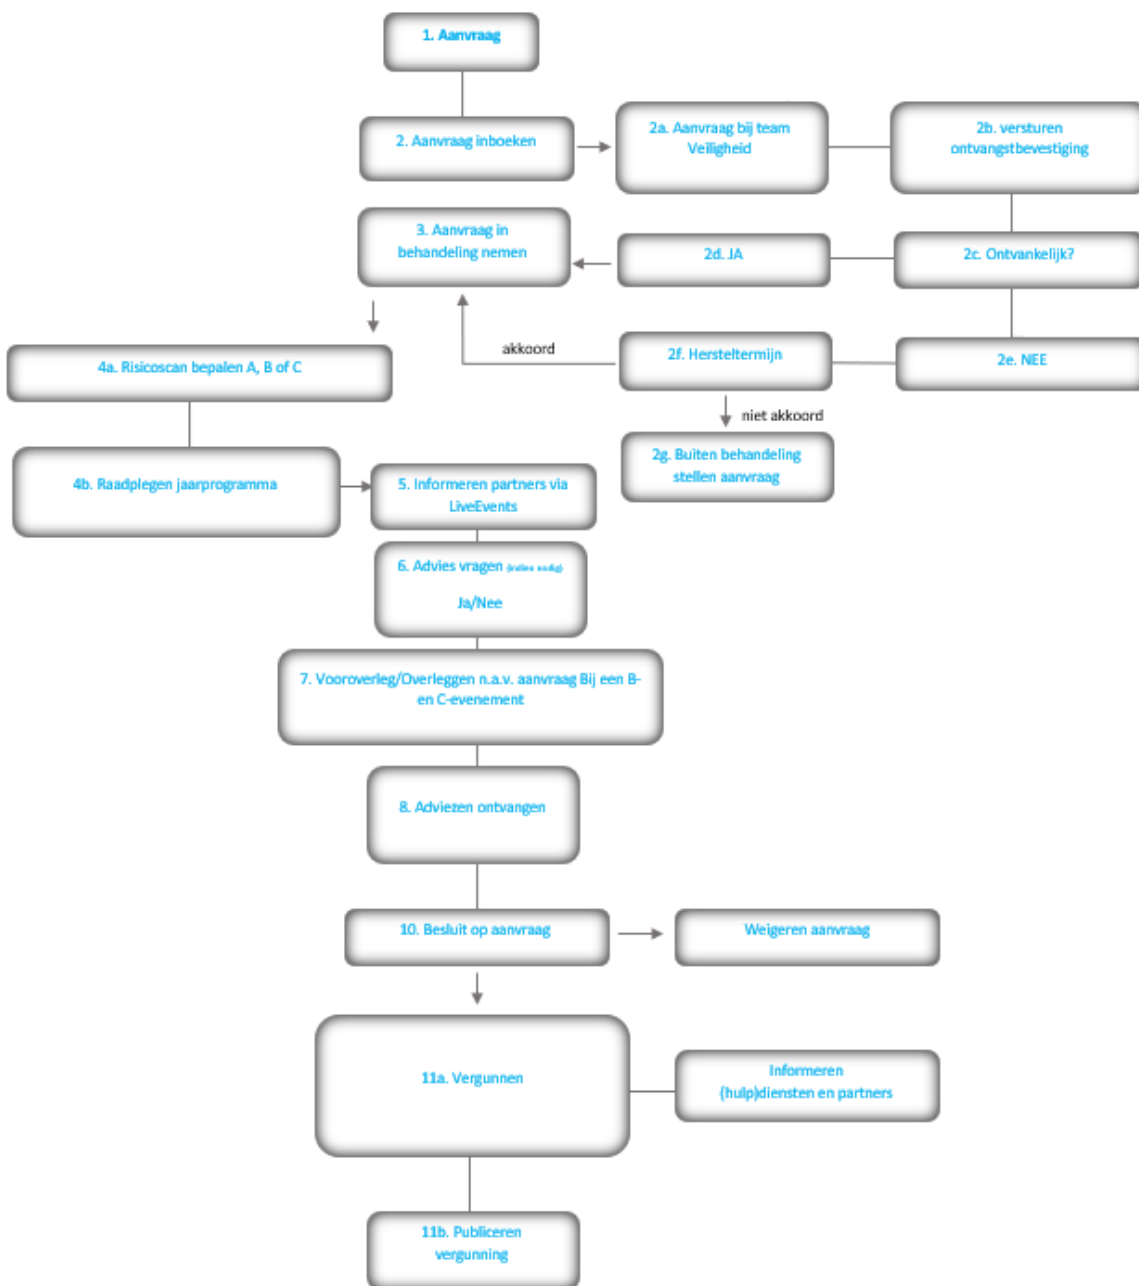 1. Aanvraag
2. Aanvraag inboeken
2a. Aanvraag bij team
Veiligheid
2b. versturen
ontvangstbevestiging
3. Aanvraag in
behandeling nemen
2d. JA
2c. Ontvankelijk?
akkoord
2f. Hersteltermijn
2e. NEE
4a. Risicoscan bepalen A, B of C
niet akkoord
2g. Buiten behandeling
stellen aanvraag
4b. Raadplegen jaarprogramma
5. Informeren partners via
LiveEvents
6. Advies vragen (indien nodig)
Ja/Nee
7. Vooroverleg/Overleggen n.a.v. aanvraag Bij een B-
en C-evenement
8. Adviezen ontvangen
10. Besluit op aanvraag
Weigeren aanvraag
11a. Vergunnen
Informeren
(hulp)diensten en partners
11b. Publiceren
vergunning